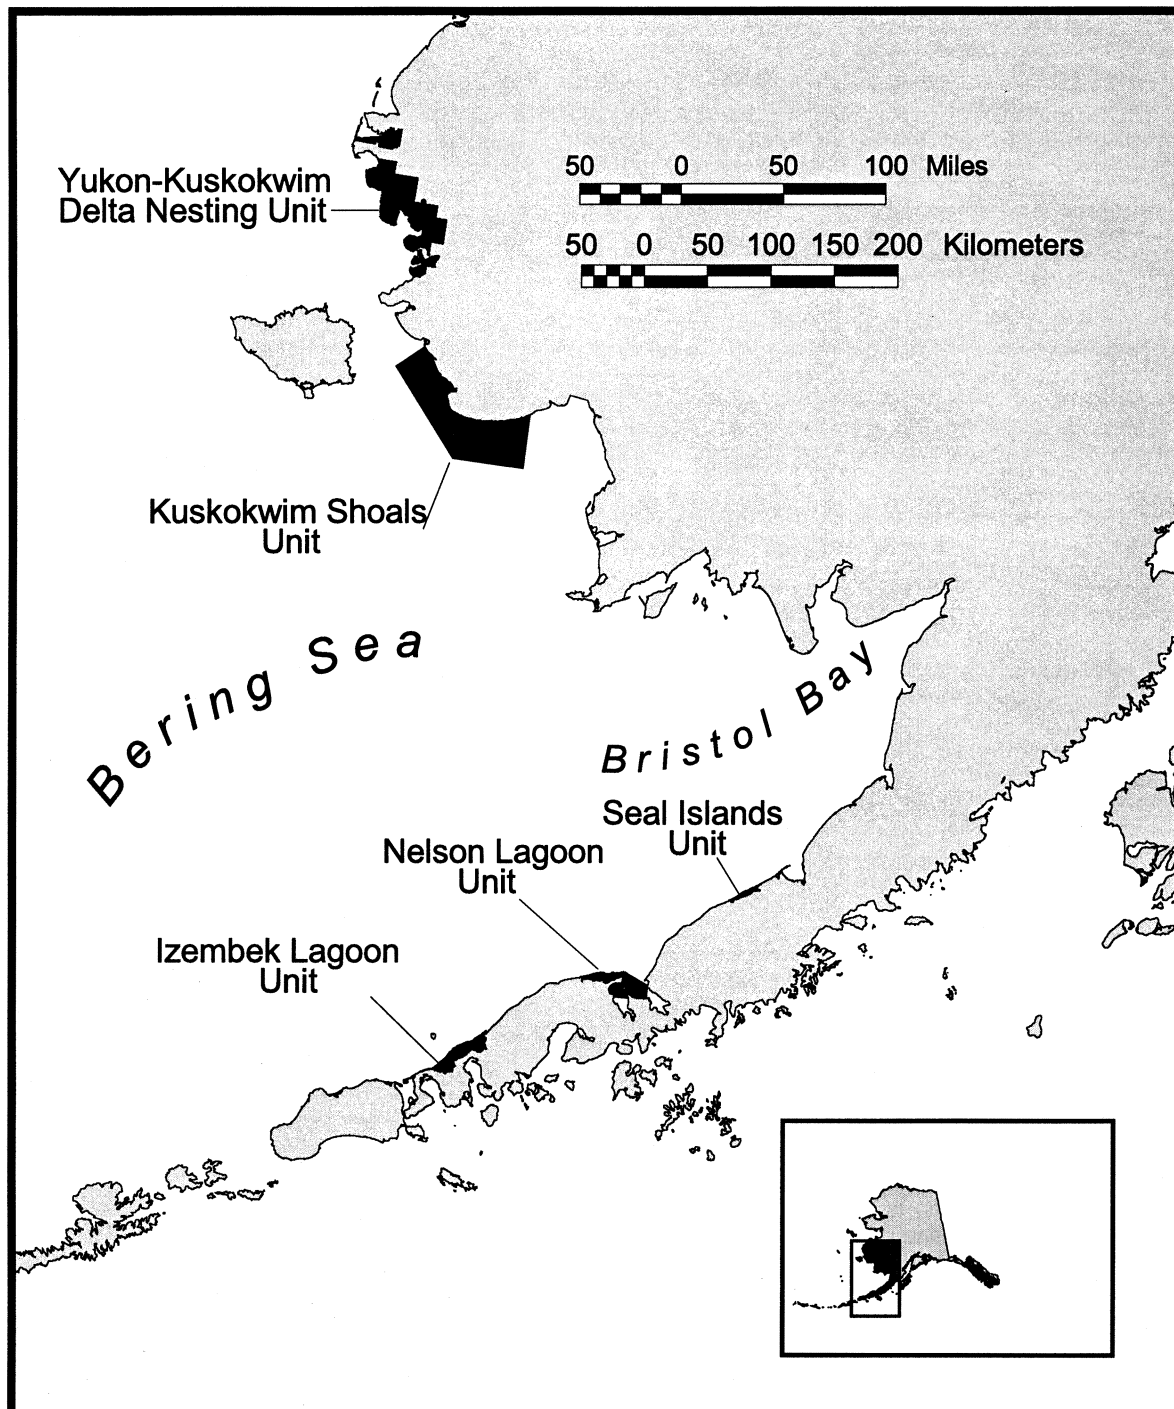 50 0 50 100 Miles
Yukon-Kuskokwim
Delta Nesting Unit
50 0 50 100 150 200 Kilometers
Kuskokwim Shoals
Unit
Bering Sea
Bristol Bay
Seal Islands
Unit
Nelson Lagoon
Unit
Izembek Lagoon
Unit